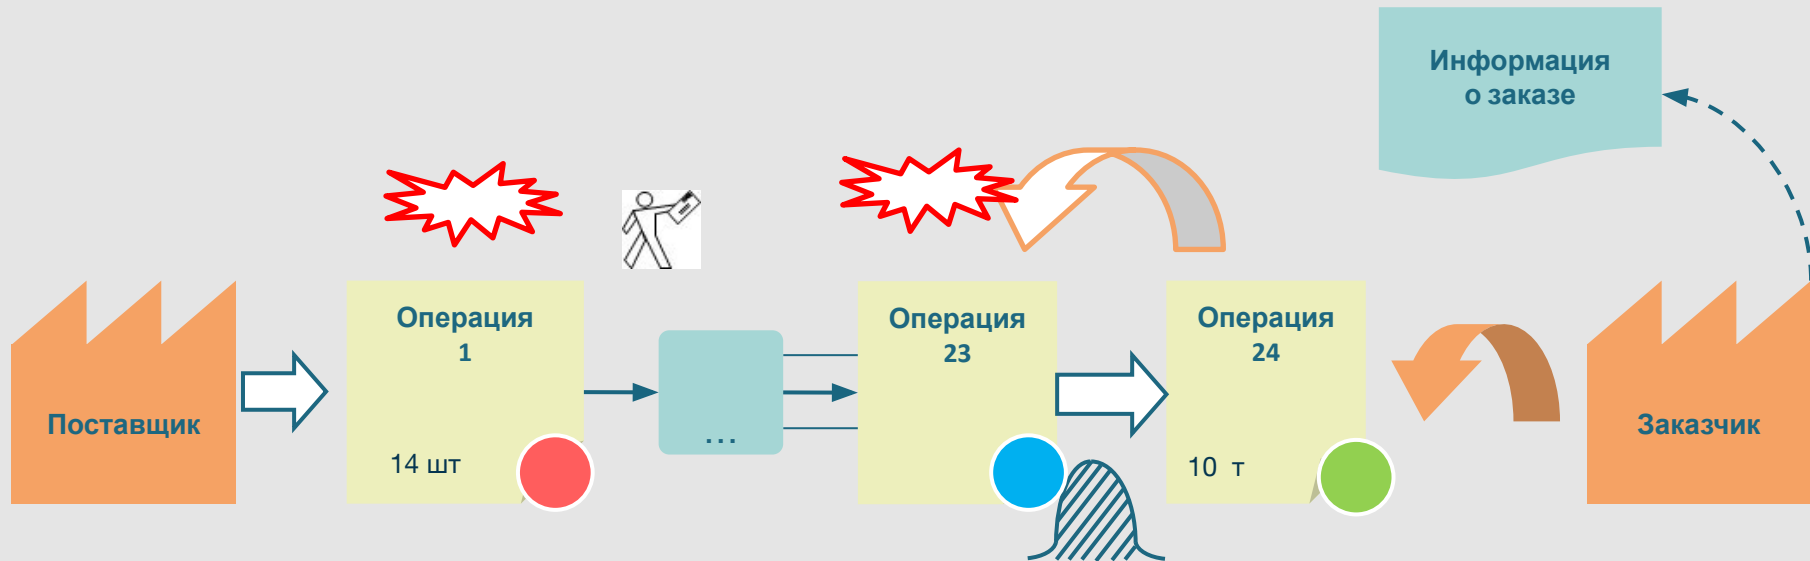 Информация
о заказе
Поставщик
Операция
1
14 шт
...
Операция
23
Операция
24
10 т
Заказчик